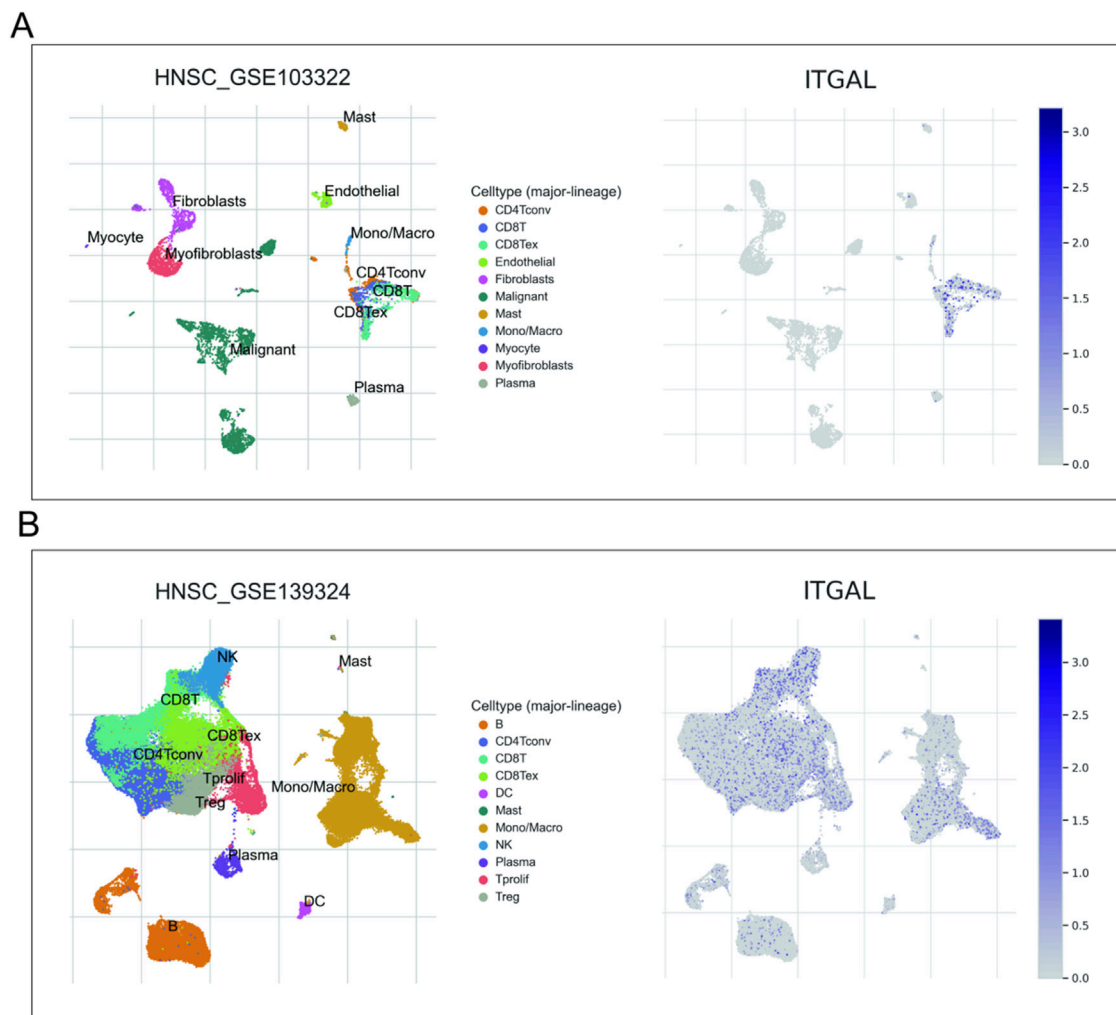 A
HNSC_GSE103322
ITGAL
Mast
Endothelial
Fibroblasts
Mono/Macro
Myocyte
Myofibroblasts
CD4Tconv
CD8T
CD8Tex
Malignant
Plasma
Celltype (major-lineage)
CD4Tconv
CD8T
CD8Tex
Endothelial
Fibroblasts
Malignant
Mast
Mono/Macro
Myocyte
Myofibroblasts
Plasma
3.0
2.5
2.0
1.5
1.0
0.5
0.0
B
HNSC_GSE139324
ITGAL
NK
Mast
CD8T
CD8Tex
CD4Tconv
Tprolif
Mono/Macro
Treg
Plasma
DC
B
Celltype (major-lineage)
B
CD4Tconv
CD8T
CD8Tex
DC
Mast
Mono/Macro
NK
Plasma
Tprolif
Treg
3.0
2.5
2.0
1.5
1.0
0.5
0.0